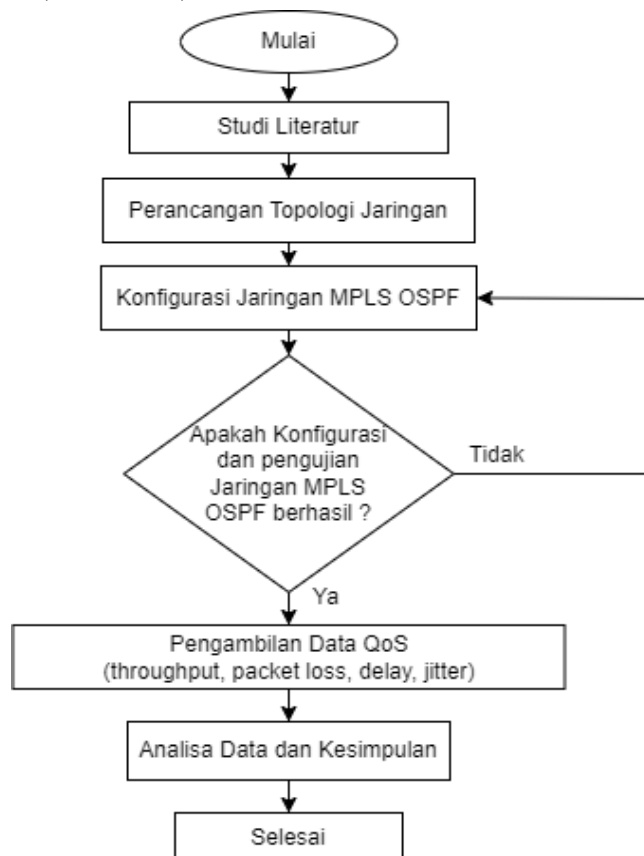 Mulai
Studi Literatur
Perancangan Topologi Jaringan
Konfigurasi Jaringan MPLS OSPF
Apakah Konfigurasi
dan pengujian
Jaringan MPLS
OSPF berhasil ?
Tidak
Ya
Pengambilan Data QoS
(throughput, packet loss, delay, jitter)
Analisa Data dan Kesimpulan
Selesai